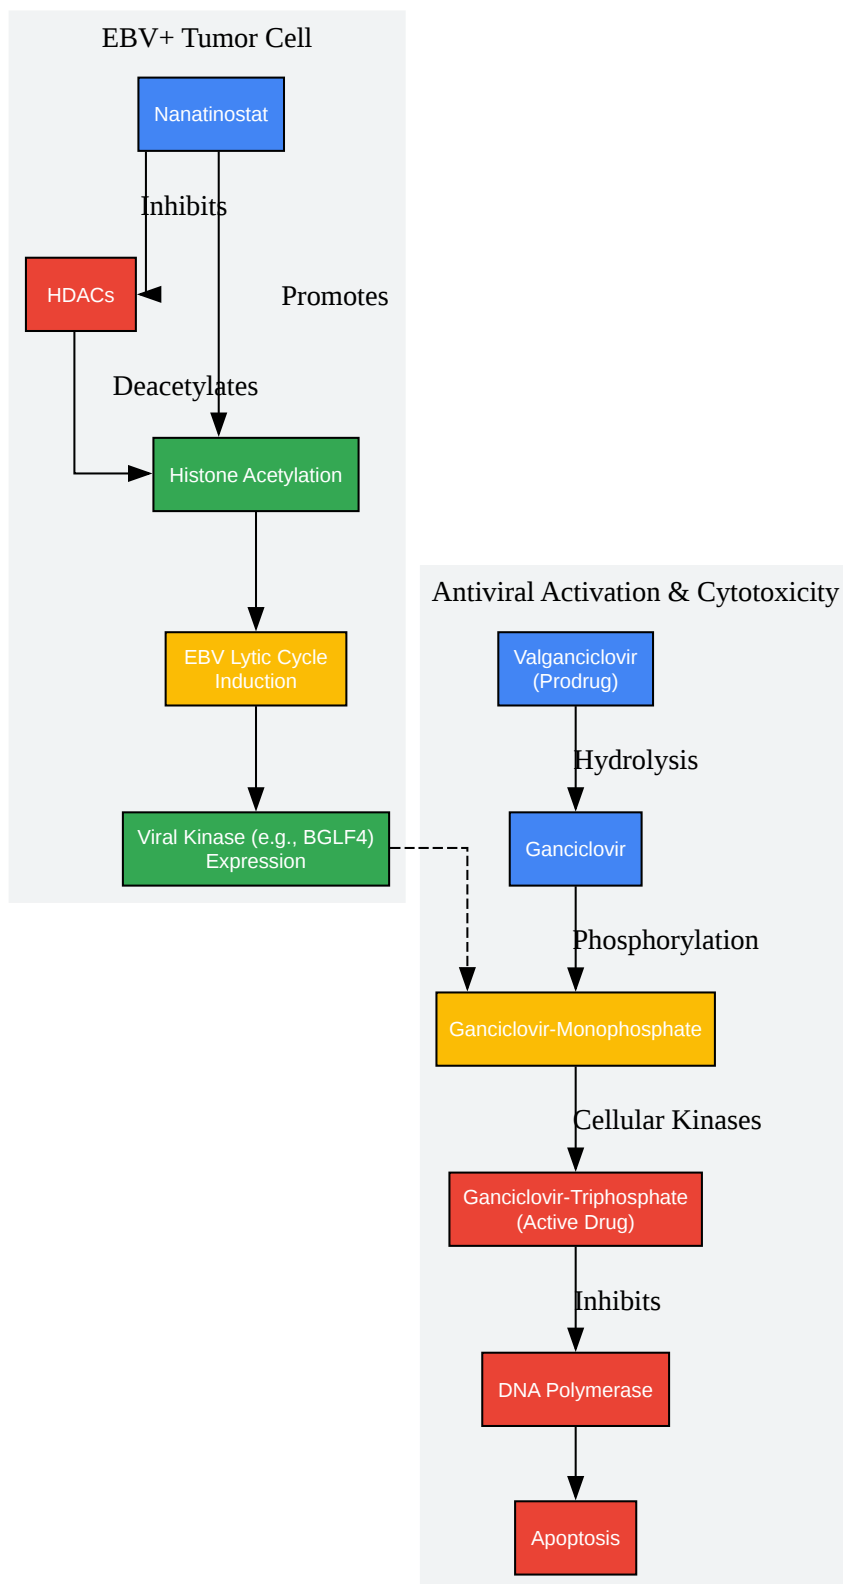 EBV+ Tumor Cell
Nanatinostat
Inhibits
HDACs
Promotes
Deacetylates
Histone Acetylation
EBV Lytic Cycle
Induction
Viral Kinase (e.g., BGLF4)
Expression
Antiviral Activation & Cytotoxicity
Valganciclovir
(Prodrug)
Hydrolysis
Ganciclovir
Phosphorylation
Ganciclovir-Monophosphate
Cellular Kinases
Ganciclovir-Triphosphate
(Active Drug)
Inhibits
DNA Polymerase
Apoptosis